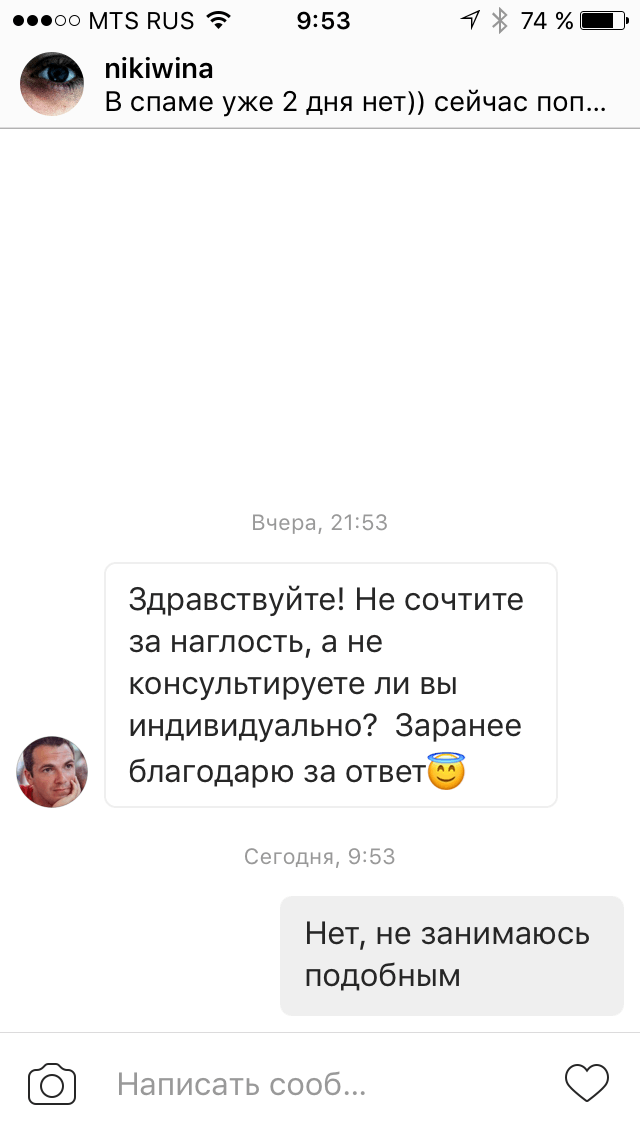 MTS RUS 9:53 74 %
nikiwina
В спаме уже 2 дня нет)) сейчас поп...
Вчера, 21:53
Здравствуйте! Не сочтите
за наглость, а не
консультируете ли вы
индивидуально? Заранее
благодарю за ответ😇
Сегодня, 9:53
Нет, не занимаюсь
подобным
Написать сооб...